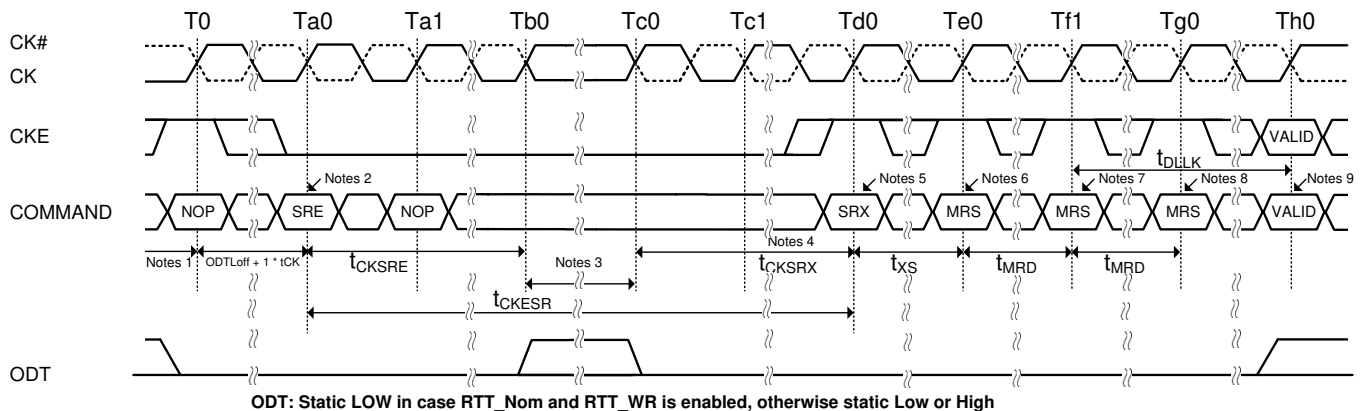 T0 Ta0 Ta1 Tb0 Tc0 Tc1 Td0 Te0 Tf1 Tg0 Th0
CK#
CK
CKE
VALID
tDLLK
Notes 2 Notes 5 Notes 6 Notes 7 Notes 8 Notes 9
COMMAND
NOP SRE NOP SRX MRS MRS MRS VALID
Notes 1 ODTLoff + 1 * tCK tCKSRE Notes 3 Notes 4 tCKSRX tXS tMRD tMRD
tCKESR
ODT
ODT: Static LOW in case RTT_Nom and RTT_WR is enabled, otherwise static Low or High